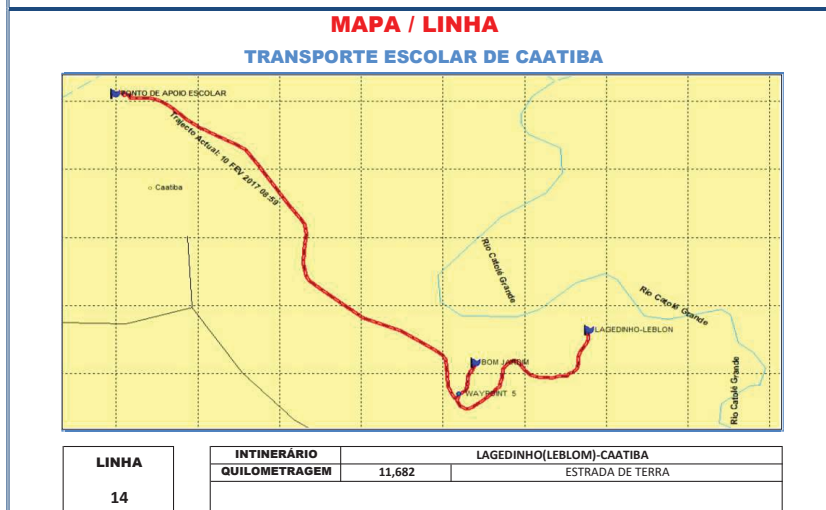 MAPA / LINHA
TRANSPORTE ESCOLAR DE CAATIBA
PONTO DE APOIO ESCOLAR
Trajecto Actual: 10 FEV 2017 08:59
Caatiba
Rio Catolé Grande
Rio Catolé Grande
LAGEDINHO-LEBLON
BOM JARDIM
WAYPOINT 5
Rio Catolé Grande
LINHA
14
INTINERÁRIO LAGEDINHO(LEBLOM)-CAATIBA
QUILOMETRAGEM 11,682 ESTRADA DE TERRA